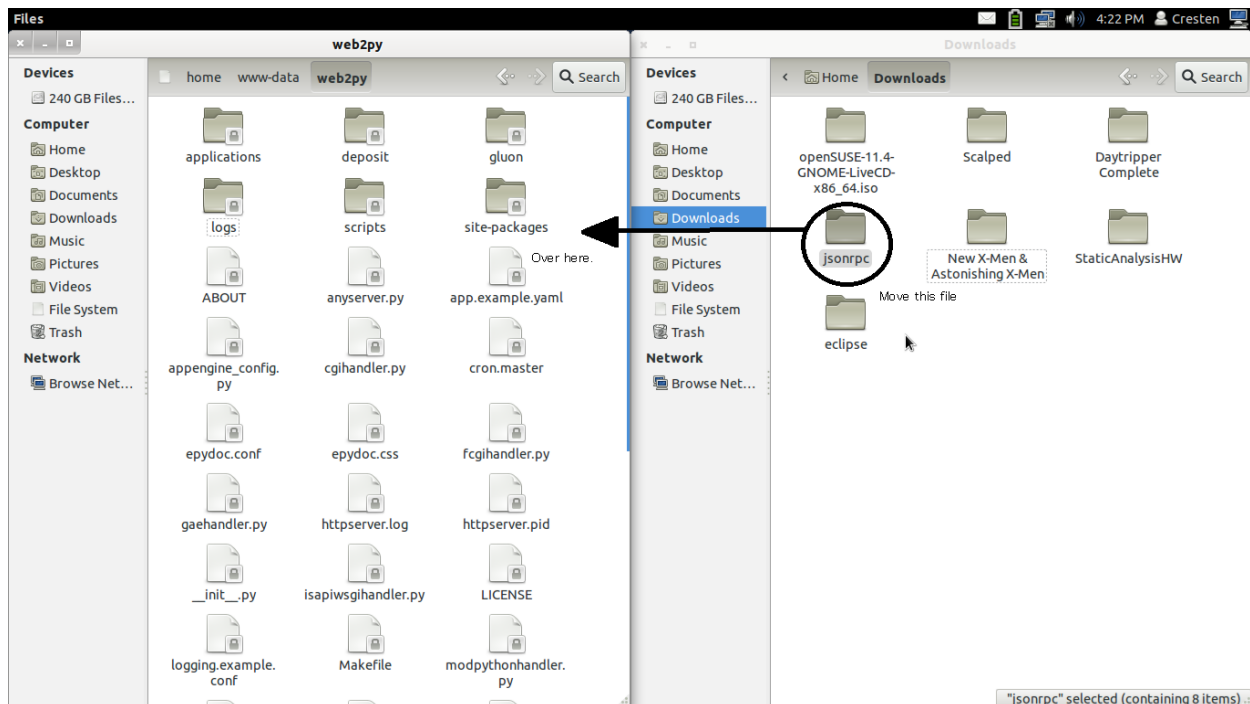 Files
4:22 PM
Cresten
web2py
Devices
240 GB Files...
Computer
Home
Desktop
Documents
Downloads
Music
Pictures
Videos
File System
Trash
Network
Browse Net...
home
www-data
web2py
Search
applications
deposit
gluon
logs
scripts
site-packages
Over here.
ABOUT
anyserver.py
app.example.yaml
appengine_config.
py
cgihandler.py
cron.master
epydoc.conf
epydoc.css
fcgihandler.py
gaehandler.py
httpserver.log
httpserver.pid
__init__.py
isapiwsgihandler.py
LICENSE
logging.example.
conf
Makefile
modpythonhandler.
py
Downloads
Devices
240 GB Files...
Computer
Home
Desktop
Documents
Downloads
Music
Pictures
Videos
File System
Trash
Network
Browse Net...
Home
Downloads
Search
openSUSE-11.4-
GNOME-LiveCD-
x86_64.iso
Scalped
Daytripper
Complete
jsonrpc
New X-Men &
Astonishing X-Men
StaticAnalysisHW
Move this file
eclipse
"jsonrpc" selected (containing 8 items)